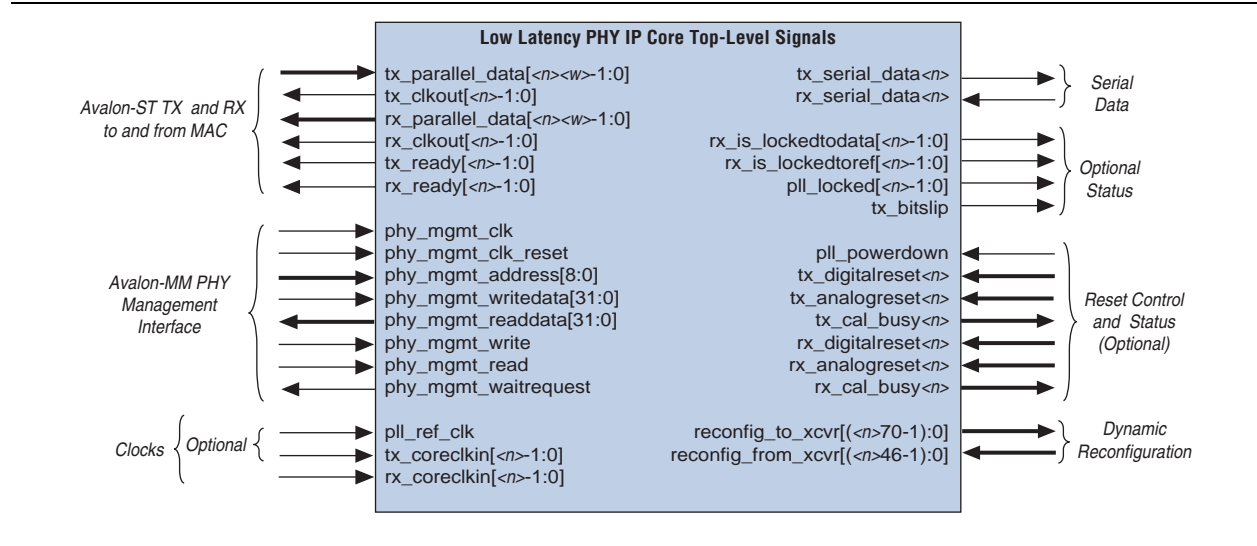 Low Latency PHY IP Core Top-Level Signals
Avalon-ST TX and RX
to and from MAC
tx_parallel_data[<n><w>-1:0]
tx_clkout[<n>-1:0]
rx_parallel_data[<n><w>-1:0]
rx_clkout[<n>-1:0]
tx_ready[<n>-1:0]
rx_ready[<n>-1:0]
Avalon-MM PHY
Management
Interface
phy_mgmt_clk
phy_mgmt_clk_reset
phy_mgmt_address[8:0]
phy_mgmt_writedata[31:0]
phy_mgmt_readdata[31:0]
phy_mgmt_write
phy_mgmt_read
phy_mgmt_waitrequest
Clocks
Optional
pll_ref_clk
tx_coreclkin[<n>-1:0]
rx_coreclkin[<n>-1:0]
tx_serial_data<n>
rx_serial_data<n>
Serial
Data
rx_is_lockedtodata[<n>-1:0]
rx_is_lockedtoref[<n>-1:0]
pll_locked[<n>-1:0]
tx_bitslip
Optional
Status
pll_powerdown
tx_digitalreset<n>
tx_analogreset<n>
tx_cal_busy<n>
rx_digitalreset<n>
rx_analogreset<n>
rx_cal_busy<n>
Reset Control
and Status
(Optional)
reconfig_to_xcvr[(<n>70-1):0]
reconfig_from_xcvr[(<n>46-1):0]
Dynamic
Reconfiguration